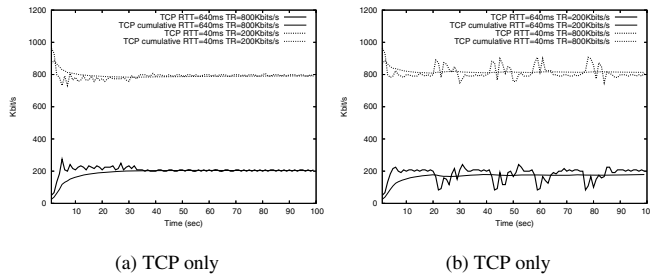 TCP RTT=640ms TR=800Kbits/s
TCP cumulative RTT=640ms TR=800Kbits/s
TCP RTT=40ms TR=200Kbits/s
TCP cumulative RTT=40ms TR=200Kbits/s
1200
1000
800
600
400
200
0
Kbit/s
10 20 30 40 50 60 70 80 90 100
Time (sec)
(a) TCP only
TCP RTT=640ms TR=200Kbits/s
TCP cumulative RTT=640ms TR=200Kbits/s
TCP RTT=40ms TR=800Kbits/s
TCP cumulative RTT=40ms TR=800Kbits/s
1200
1000
800
600
400
200
0
Kbit/s
10 20 30 40 50 60 70 80 90 100
Time (sec)
(b) TCP only